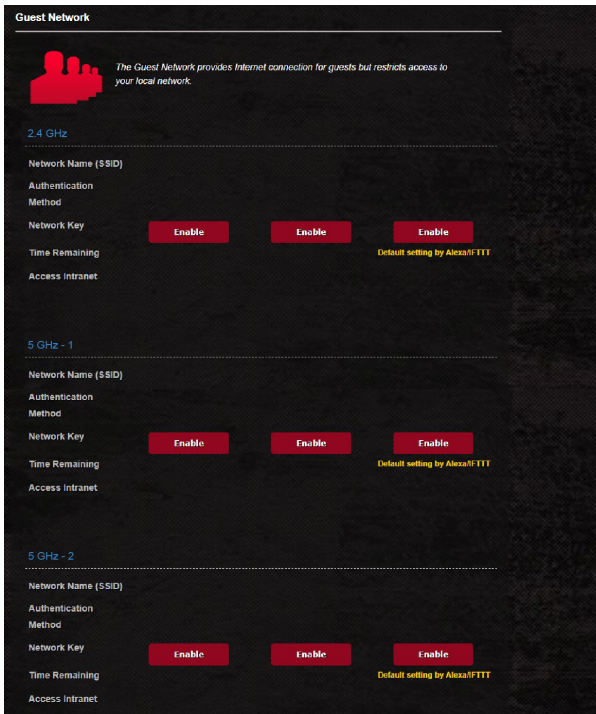 Guest Network
The Guest Network provides Internet connection for guests but restricts access to
your local network.
2.4 GHz
Network Name (SSID)
Authentication
Method
Network Key
Enable Enable Enable
Time Remaining
Default setting by Alexa/IFTTT
Access Intranet
5 GHz - 1
Network Name (SSID)
Authentication
Method
Network Key
Enable Enable Enable
Time Remaining
Default setting by Alexa/IFTTT
Access Intranet
5 GHz - 2
Network Name (SSID)
Authentication
Method
Network Key
Enable Enable Enable
Time Remaining
Default setting by Alexa/IFTTT
Access Intranet